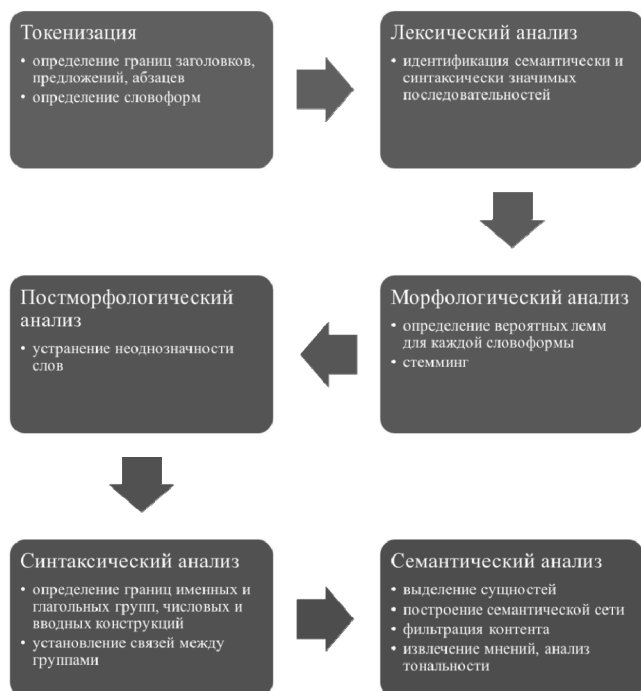 Токенизация
• определение границ заголовков,
предложений, абзацев
• определение словоформ
Лексический анализ
• идентификация семантически и
синтаксически значимых
последовательностей
Морфологический анализ
• определение вероятных лемм
для каждой словоформы
• стемминг
Постморфологический
анализ
• устранение неоднозначности
слов
Синтаксический анализ
• определение границ именных и
глагольных групп, числовых и
вводных конструкций
• установление связей между
группами
Семантический анализ
• выделение сущностей
• построение семантической сети
• фильтрация контента
• извлечение мнений, анализ
тональности